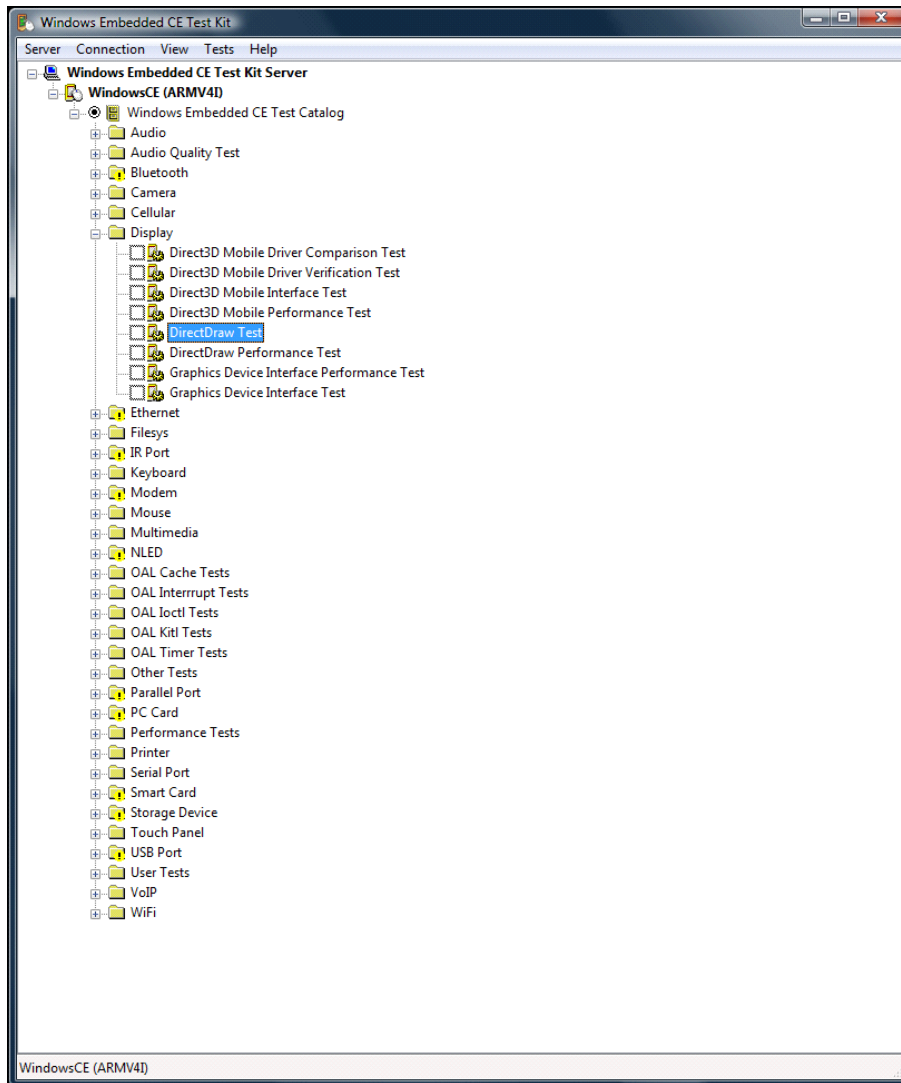 Windows Embedded CE Test Kit
Server Connection View Tests Help
Windows Embedded CE Test Kit Server
WindowsCE (ARMV4I)
Windows Embedded CE Test Catalog
Audio
Audio Quality Test
Bluetooth
Camera
Cellular
Display
Direct3D Mobile Driver Comparison Test
Direct3D Mobile Driver Verification Test
Direct3D Mobile Interface Test
Direct3D Mobile Performance Test
DirectDraw Test
DirectDraw Performance Test
Graphics Device Interface Performance Test
Graphics Device Interface Test
Ethernet
Filesys
IR Port
Keyboard
Modem
Mouse
Multimedia
NLED
OAL Cache Tests
OAL Interrrupt Tests
OAL Ioctl Tests
OAL Kitl Tests
OAL Timer Tests
Other Tests
Parallel Port
PC Card
Performance Tests
Printer
Serial Port
Smart Card
Storage Device
Touch Panel
USB Port
User Tests
VoIP
WiFi
WindowsCE (ARMV4I)